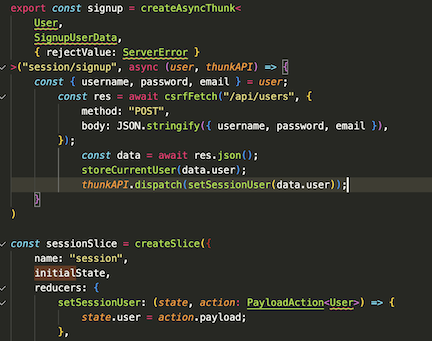 export const signup = createAsyncThunk<
    User,
    SignupUserData,
    { rejectValue: ServerError }
>("session/signup", async (user, thunkAPI) => {
    const { username, password, email } = user;
        const res = await csrfFetch("/api/users", {
            method: "POST",
            body: JSON.stringify({ username, password, email }),
        });
            const data = await res.json();
            storeCurrentUser(data.user);
            thunkAPI.dispatch(setSessionUser(data.user));
    }
)
const sessionSlice = createSlice({
    name: "session",
    initialState,
    reducers: {
        setSessionUser: (state, action: PayloadAction<User>) => {
            state.user = action.payload;
        },